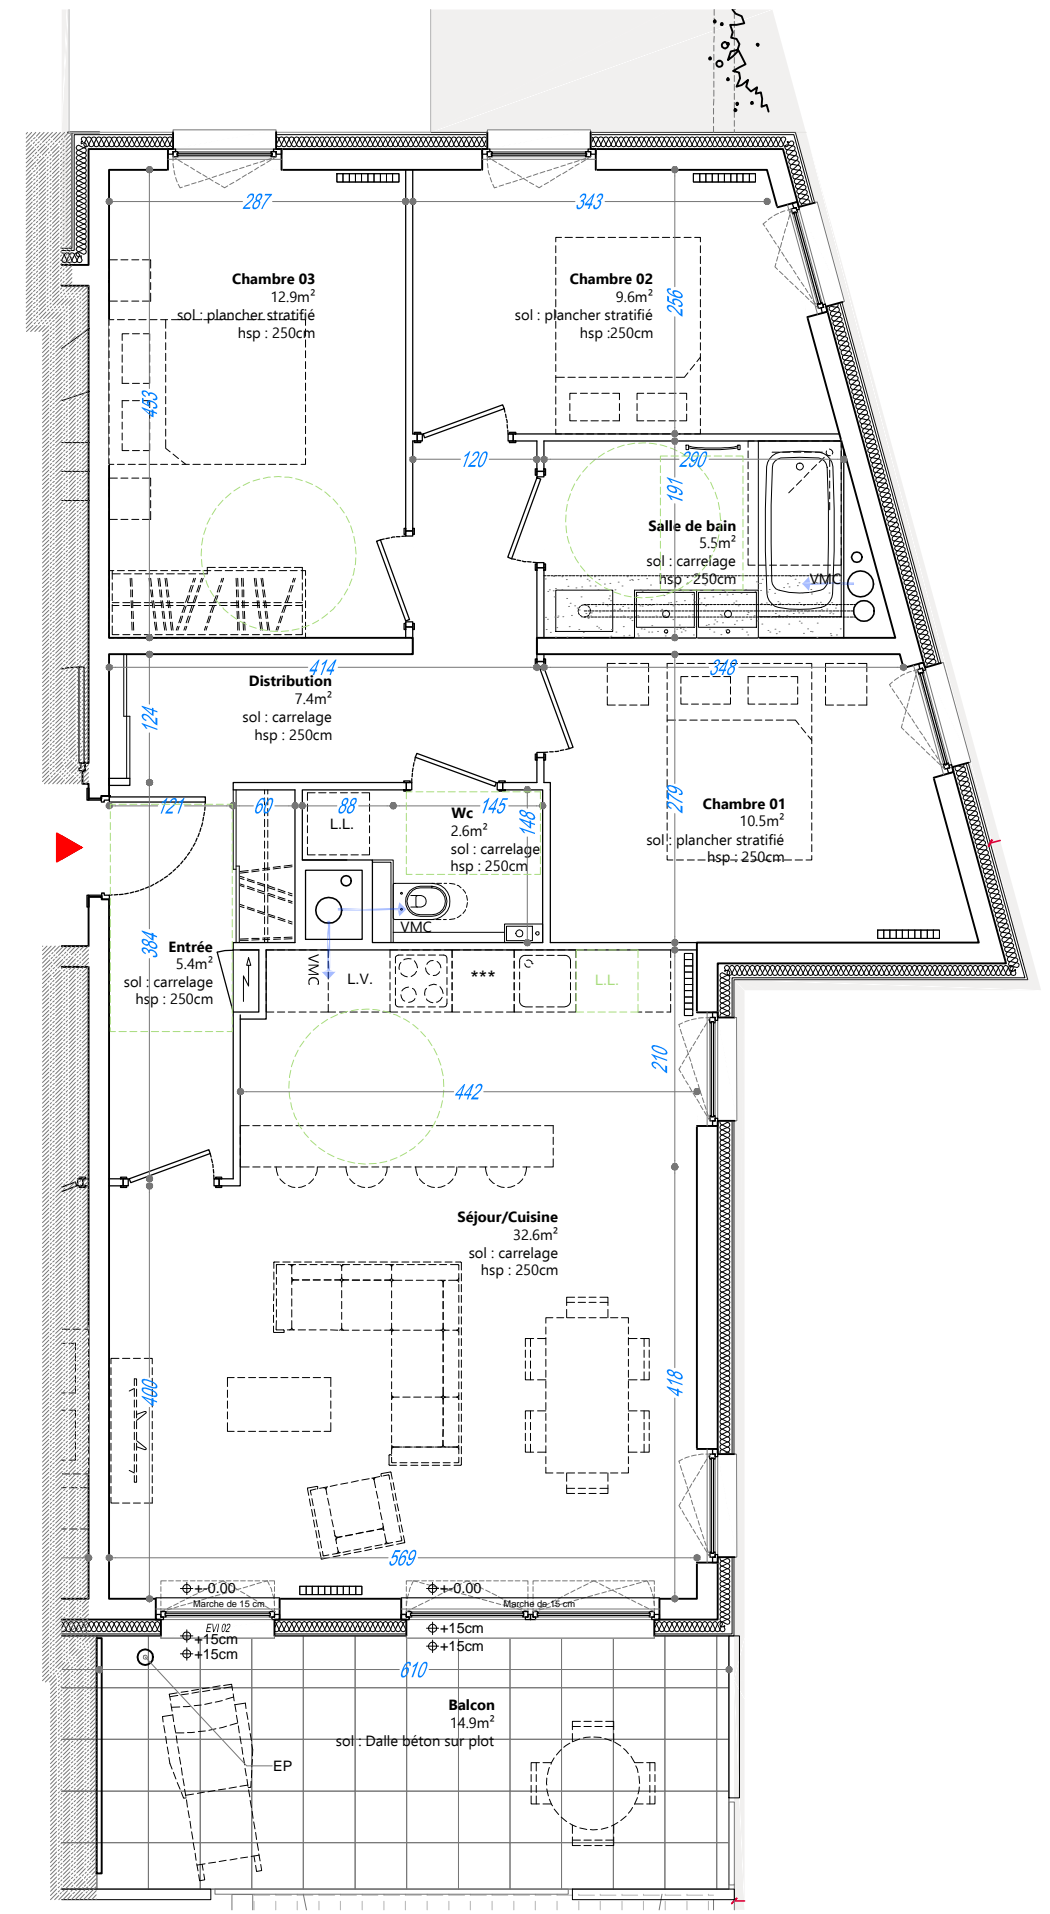 287
343
Chambre 03
12.9m²
sol : plancher stratifié
hsp : 250cm
Chambre 02
9.6m²
sol : plancher stratifié
hsp :250cm
256
453
120
290
191
Salle de bain
5.5m²
sol : carrelage
hsp : 250cm
VMC
414
348
Distribution
7.4m²
sol : carrelage
hsp : 250cm
124
279
121
60
88
145
148
L.L.
Wc
2.6m²
sol : carrelage
hsp : 250cm
VMC
Chambre 01
10.5m²
sol : plancher stratifié
hsp : 250cm
384
Entrée
5.4m²
sol : carrelage
hsp : 250cm
VMC
L.V.
***
L.L.
210
442
Séjour/Cuisine
32.6m²
sol : carrelage
hsp : 250cm
400
418
569
+-0.00
+-0.00
Marche de 15 cm
Marche de 15 cm
EVI 02
+15cm
+15cm
+15cm
+15cm
610
Balcon
14.9m²
sol : Dalle béton sur plot
EP